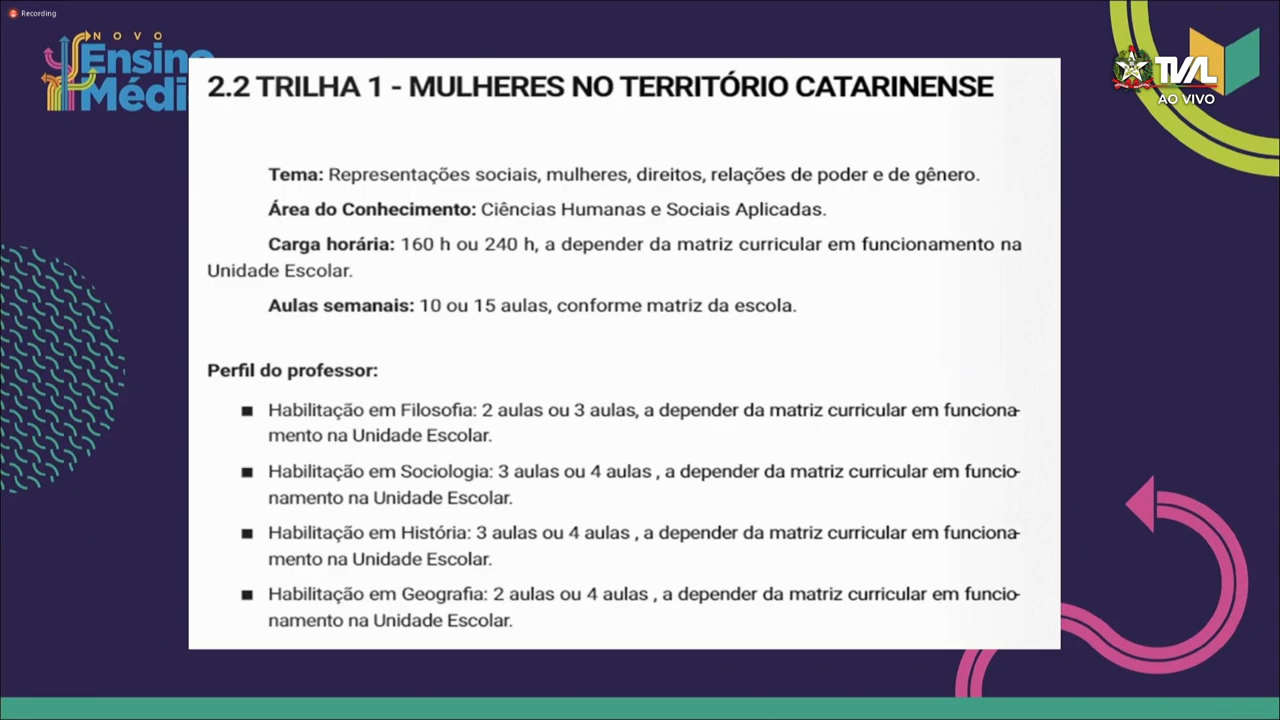 Recording
NOVO
Ensino
Médi
TVAL
AO VIVO
2.2 TRILHA 1 - MULHERES NO TERRITÓRIO CATARINENSE
Tema: Representações sociais, mulheres, direitos, relações de poder e de gênero.
Área do Conhecimento: Ciências Humanas e Sociais Aplicadas.
Carga horária: 160 h ou 240 h, a depender da matriz curricular em funcionamento na
Unidade Escolar.
Aulas semanais: 10 ou 15 aulas, conforme matriz da escola.
Perfil do professor:
■ Habilitação em Filosofia: 2 aulas ou 3 aulas, a depender da matriz curricular em funciona-
mento na Unidade Escolar.
■ Habilitação em Sociologia: 3 aulas ou 4 aulas , a depender da matriz curricular em funcio-
namento na Unidade Escolar.
■ Habilitação em História: 3 aulas ou 4 aulas , a depender da matriz curricular em funciona-
mento na Unidade Escolar.
■ Habilitação em Geografia: 2 aulas ou 4 aulas , a depender da matriz curricular em funcio-
namento na Unidade Escolar.